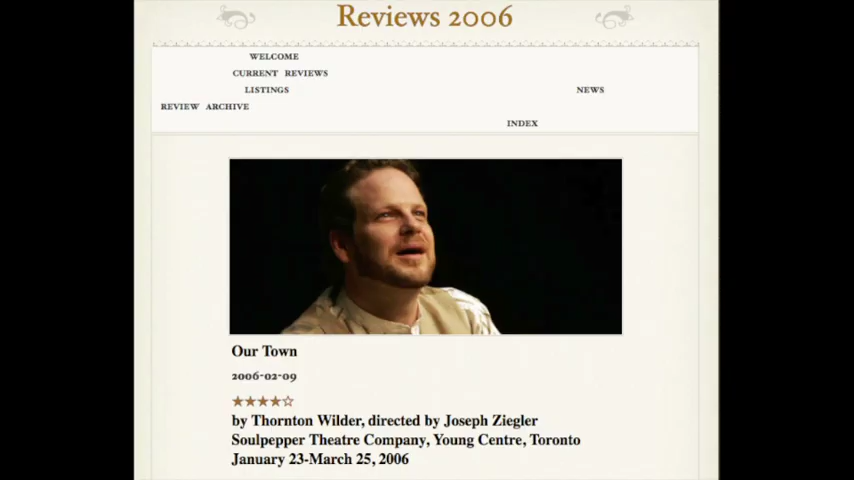 Reviews 2006
WELCOME
CURRENT REVIEWS
LISTINGS
NEWS
REVIEW ARCHIVE
INDEX
Our Town
2006-02-09
★★★★☆
by Thornton Wilder, directed by Joseph Ziegler
Soulpepper Theatre Company, Young Centre, Toronto
January 23-March 25, 2006